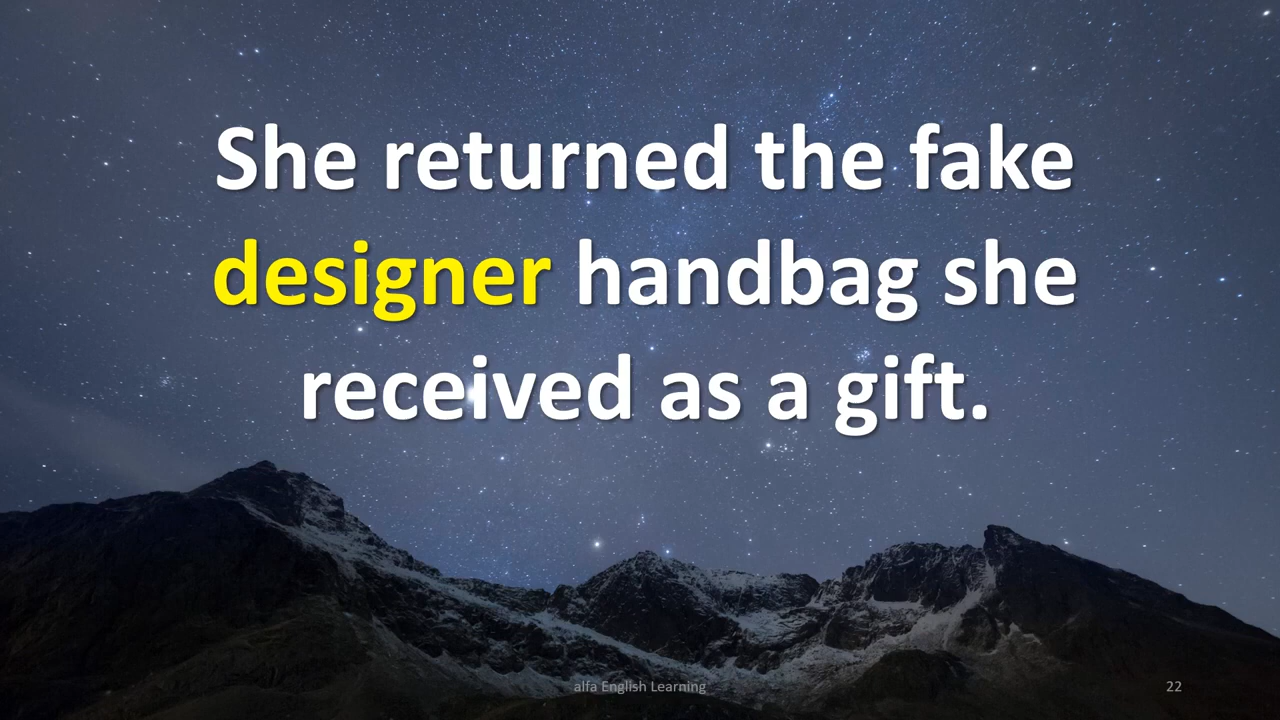 She returned the fake
designer handbag she
received as a gift.
alfa English Learning
22